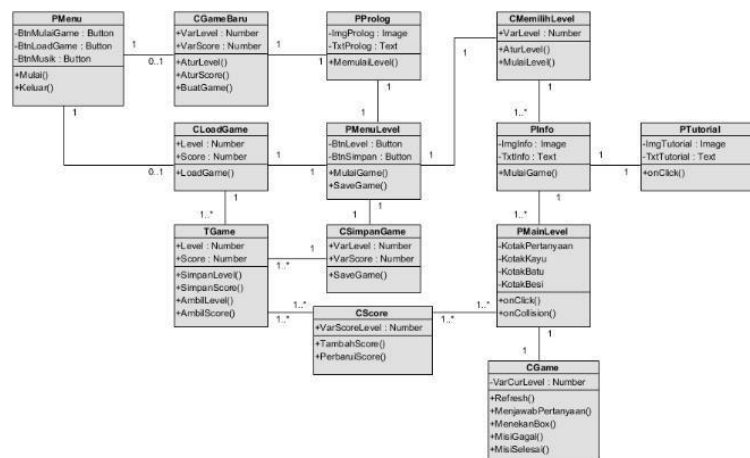 PMenu
-BtnMulaiGame : Button
-BtnLoadGame : Button
-BtnMusik : Button
+Mulai()
+Keluar()
1
0..1
1
CGameBaru
+VarLevel : Number
+VarScore : Number
+AturLevel()
+AturScore()
+BuatGame()
1
1
PProlog
-ImgProlog : Image
-TxtProlog : Text
+MemulaiLevel()
1
1
CMemilihLevel
+VarLevel : Number
+AturLevel()
+MulaiLevel()
1
1
1..*
CLoadGame
+Level : Number
+Score : Number
+LoadGame()
0..1
1
1
1
1..*
PMenuLevel
-BtnLevel : Button
-BtnSimpan : Button
+MulaiGame()
+SaveGame()
1
1
1
PInfo
-ImgInfo : Image
-TxtInfo : Text
+MulaiGame()
1
1
1
1..*
PTutorial
-ImgTutorial : Image
-TxtTutorial : Text
+onClick()
TGame
+Level : Number
+Score : Number
+SimpanLevel()
+SimpanScore()
+AmbilLevel()
+AmbilScore()
1
1..*
1..*
1..*
CSimpanGame
+VarLevel : Number
+VarScore : Number
+SaveGame()
PMainLevel
-KotakPertanyaan
-KotakKayu
-KotakBatu
-KotakBesi
+onClick()
+onCollision()
1..*
1..*
1
1
CScore
+VarScoreLevel : Number
+TambahScore()
+PerbaruiScore()
CGame
-VarCurLevel : Number
+Refresh()
+MenjawabPertanyaan()
+MenekanBox()
+MisiGagal()
+MisiSelesai()